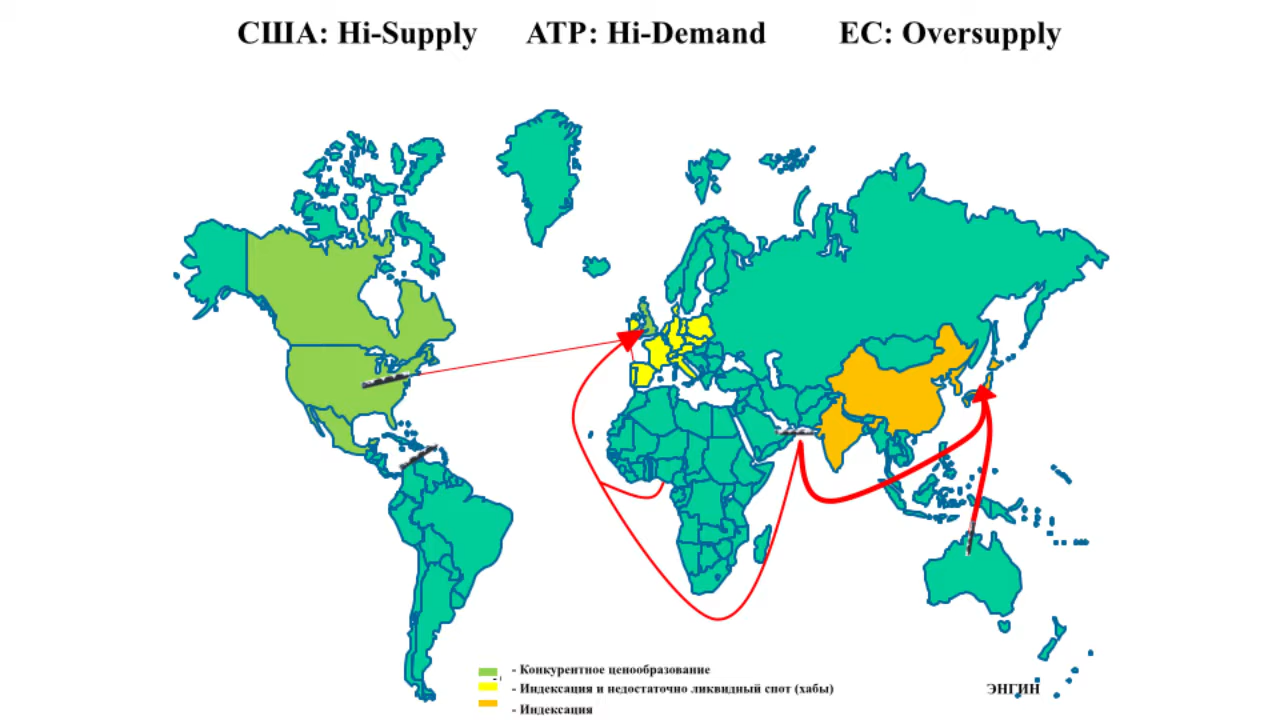 США: Hi-Supply АТР: Hi-Demand ЕС: Oversupply
- Конкурентное ценообразование
- Индексация и недостаточно ликвидный спот (хабы)
- Индексация
ЭНГИН